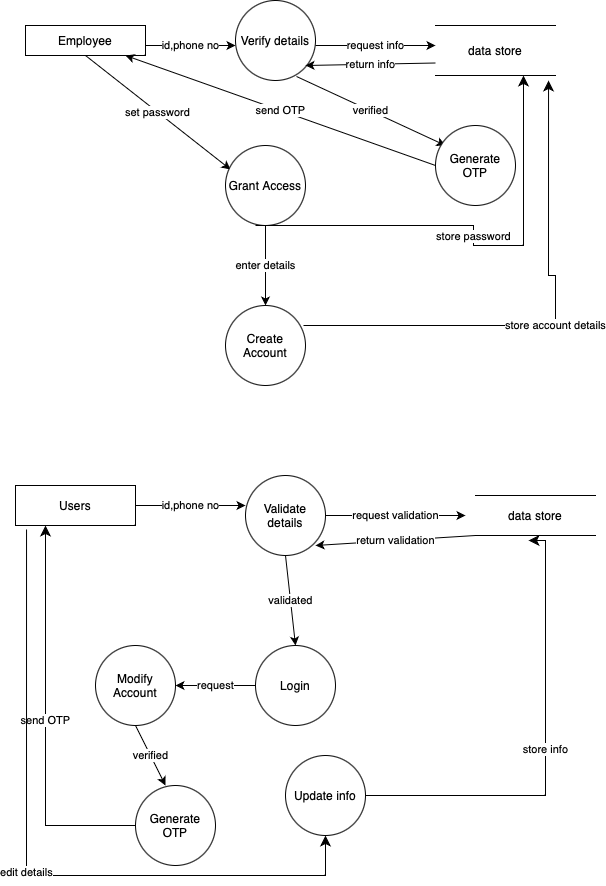 Employee
id,phone no
Verify details
request info
data store
return info
set password
send OTP
verified
Generate
OTP
Grant Access
store password
enter details
Create
Account
store account details
Users
id,phone no
Validate
details
request validation
data store
return validation
validated
Modify
Account
request
Login
send OTP
verified
store info
Generate
OTP
Update info
edit details